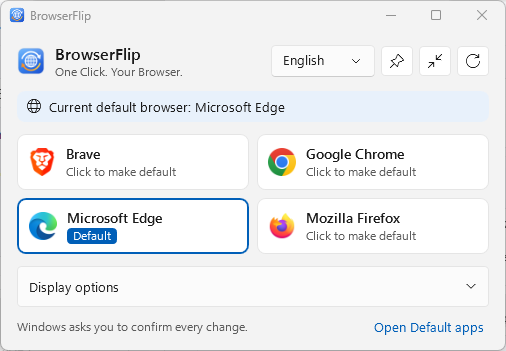 BrowserFlip
BrowserFlip
One Click. Your Browser.
English
Current default browser: Microsoft Edge
Brave
Click to make default
Google Chrome
Click to make default
Microsoft Edge
Default
Mozilla Firefox
Click to make default
Display options
Windows asks you to confirm every change.
Open Default apps